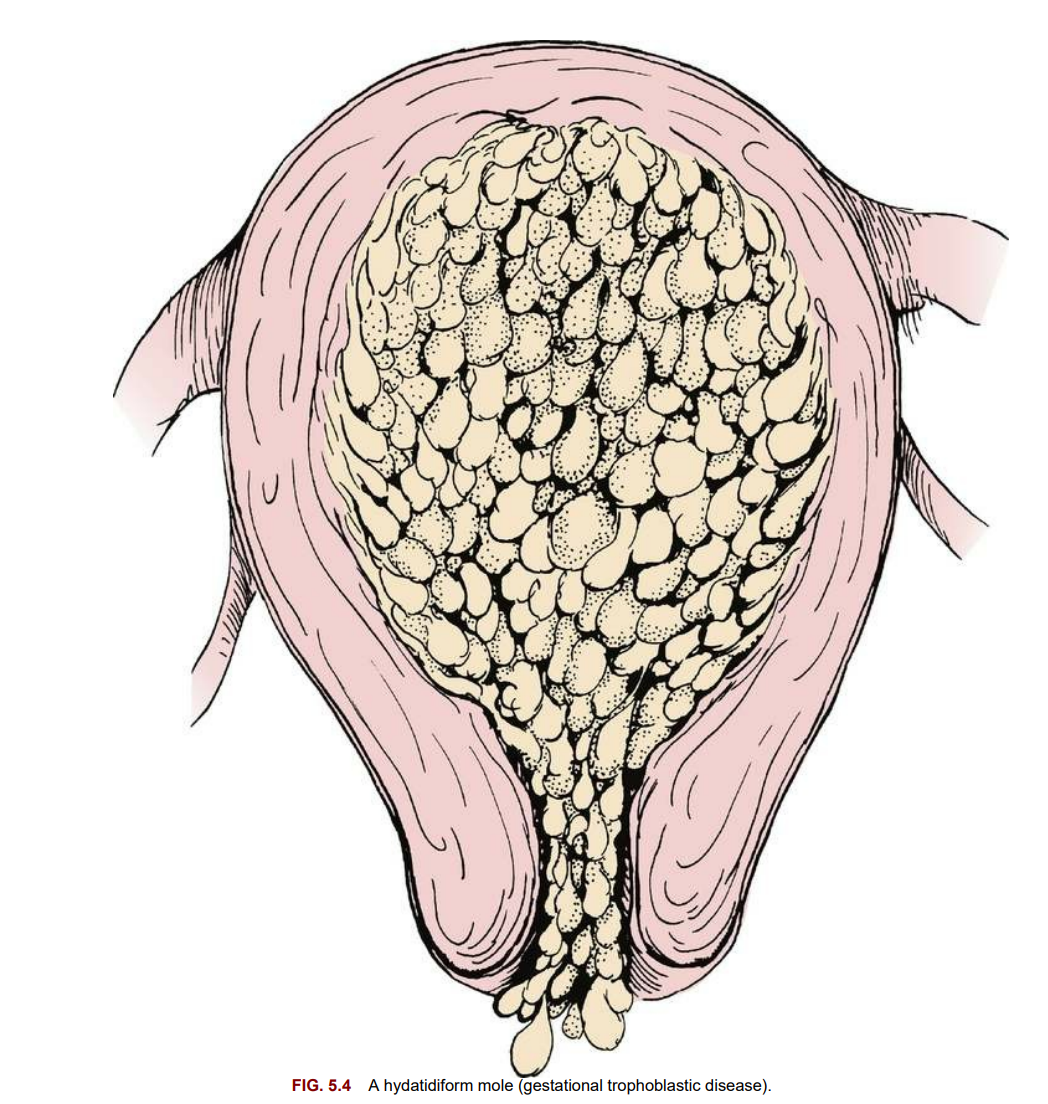 FIG. 5.4 A hydatidiform mole (gestational trophoblastic disease).